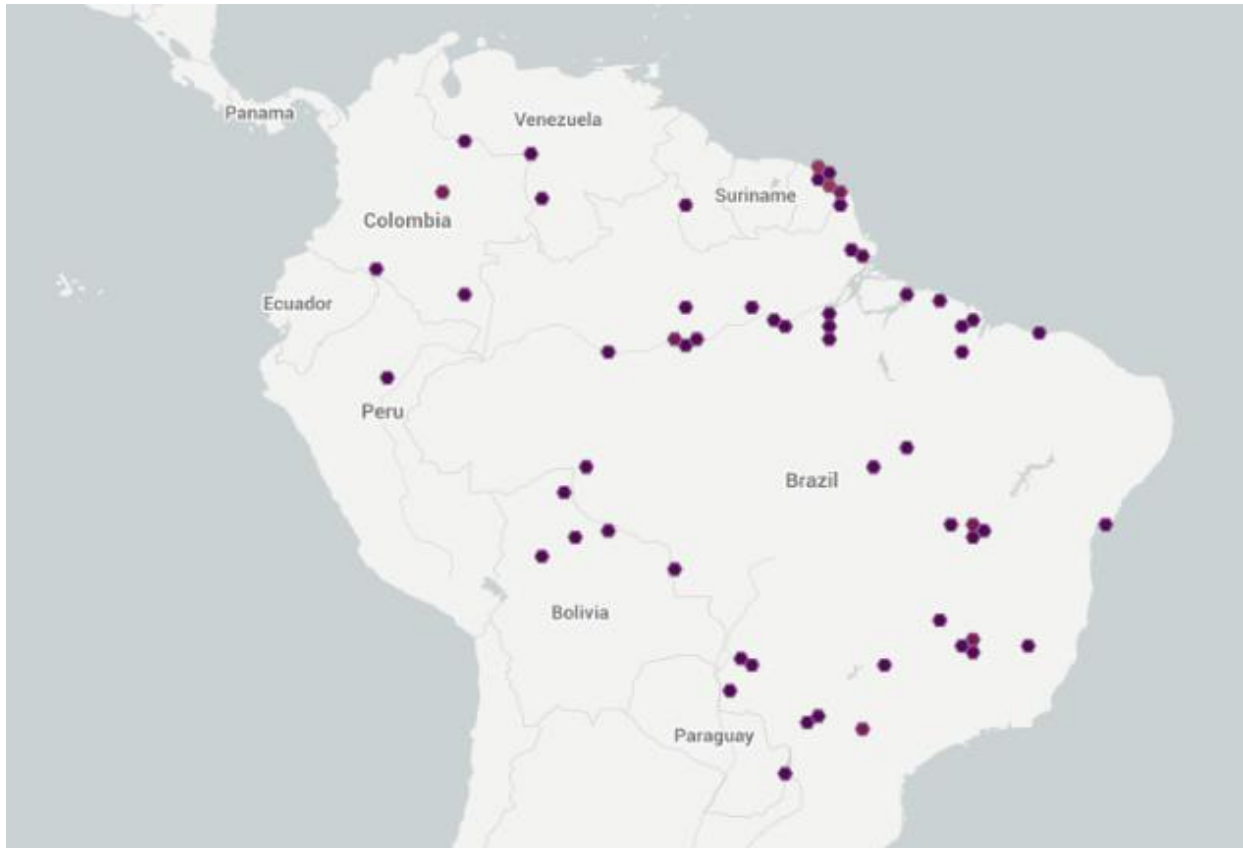 Panama
Venezuela
Suriname
Colombia
Ecuador
Peru
Brazil
Bolivia
Paraguay